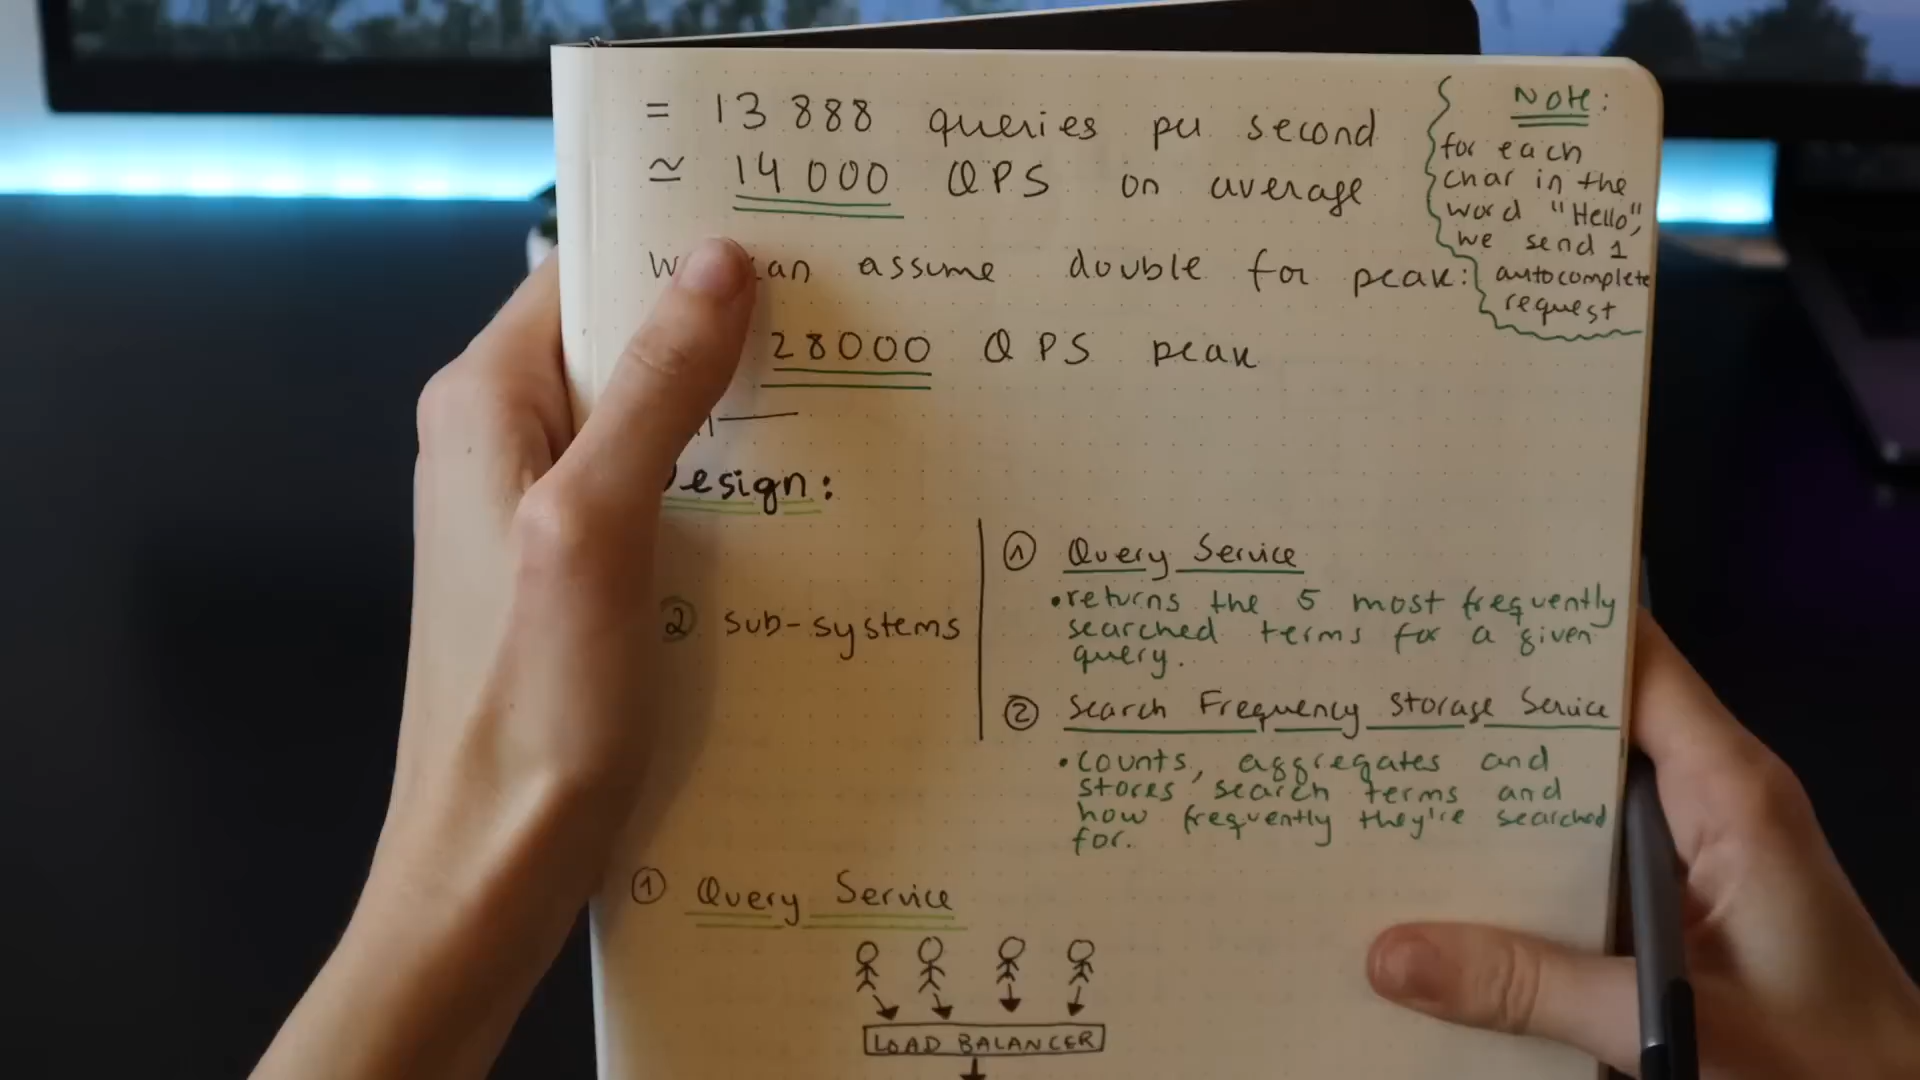 = 13 888 queries per second
≃ 14 000 QPS on average
can assume double for peak:
28000 QPS peak
Note:
for each
char in the
word "Hello",
we send 1
autocomplete
request
Design:
② sub-systems
① Query Service
• returns the 5 most frequently
searched terms for a given
query.
② Search Frequency Storage Service
• counts, aggregates and
stores search terms and
how frequently they're searched
for.
① Query Service
LOAD BALANCER